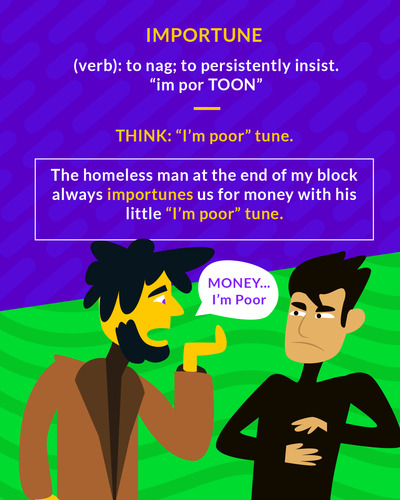 IMPORTUNE
(verb): to nag; to persistently insist.
“im por TOON”
THINK: “I’m poor” tune.
The homeless man at the end of my block
always importunes us for money with his
little “I’m poor” tune.
MONEY...
I’m Poor